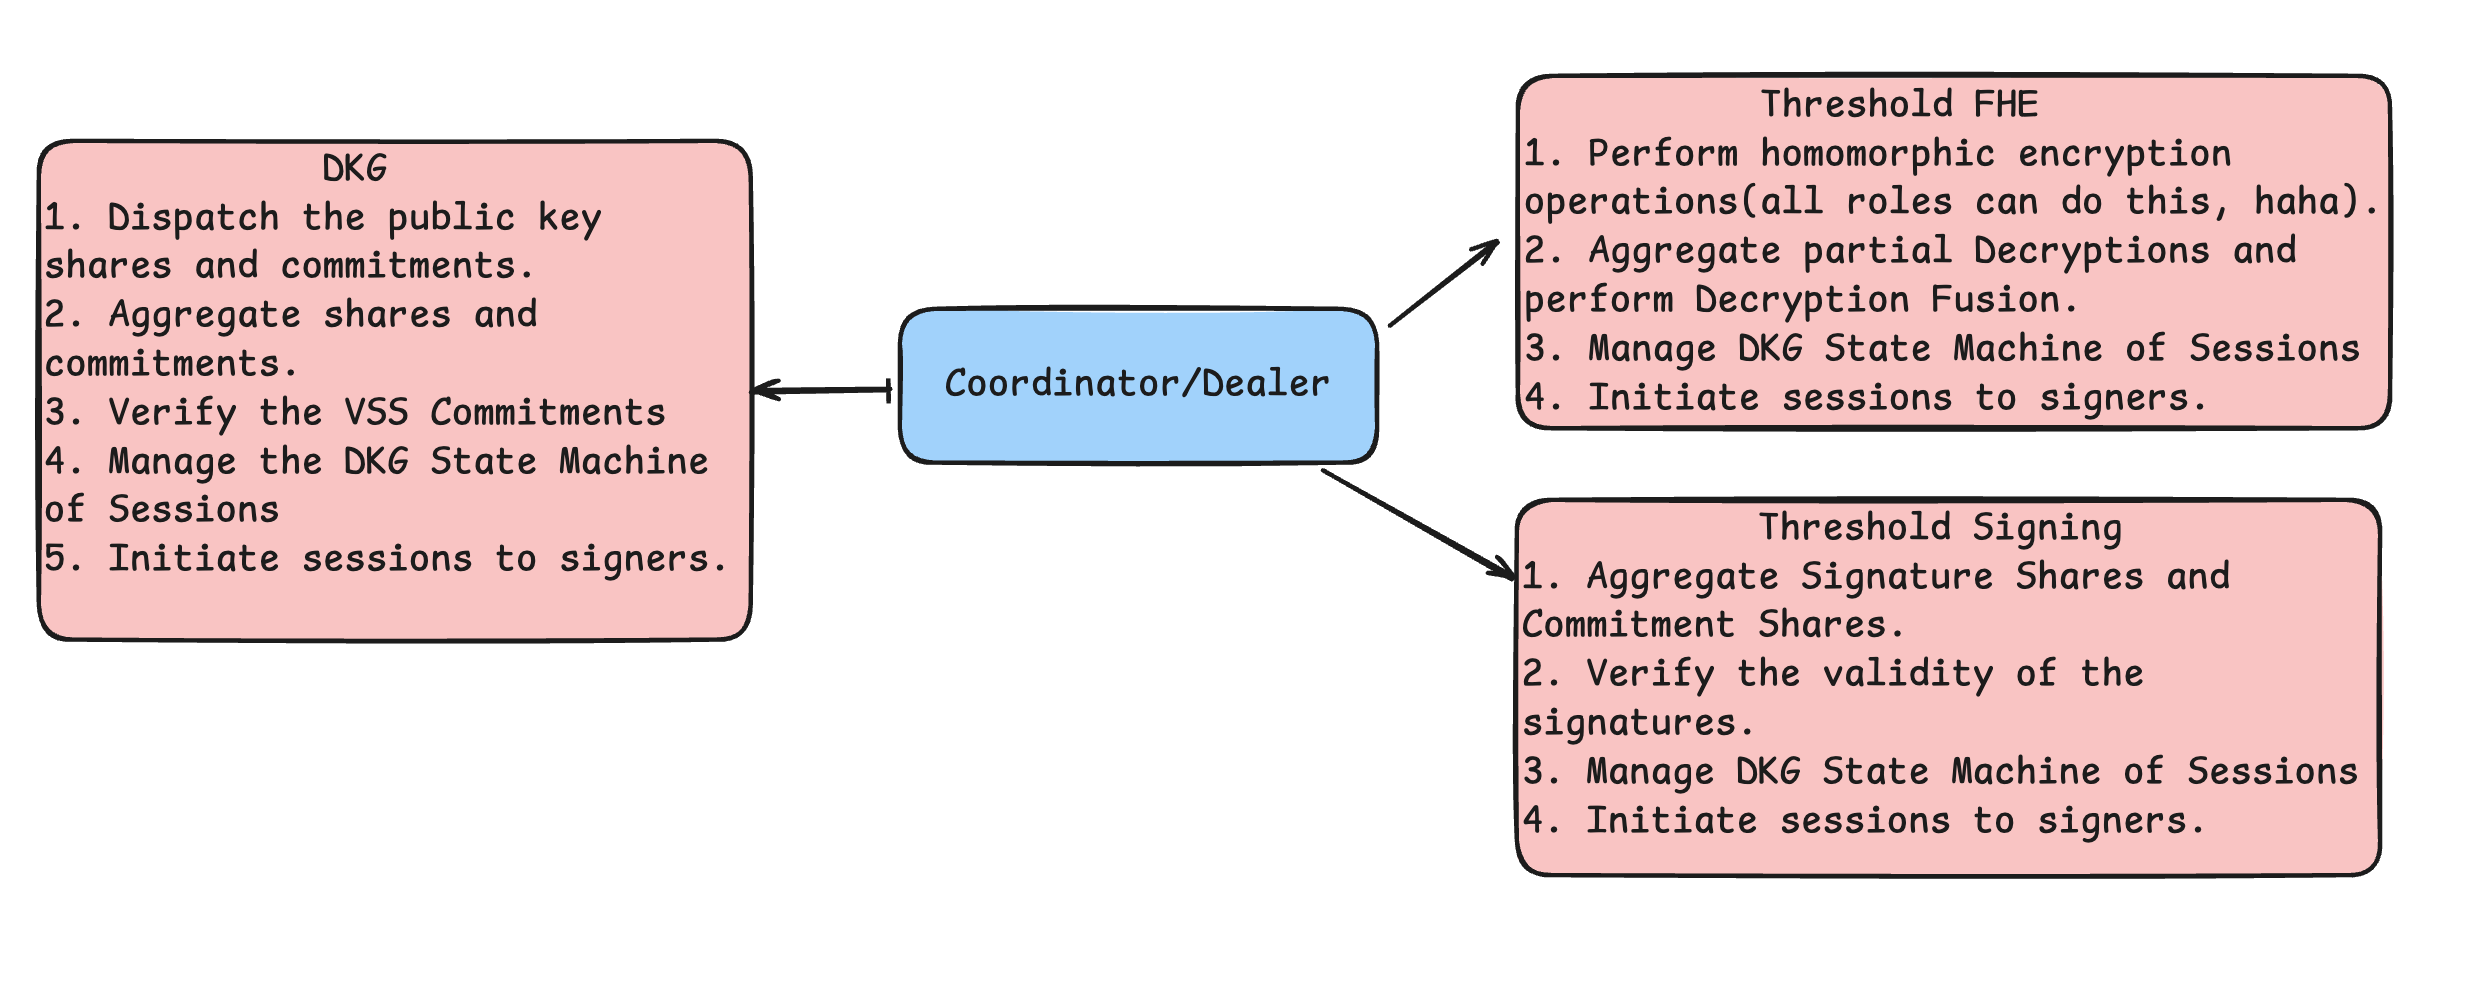 DKG
1. Dispatch the public key
shares and commitments.
2. Aggregate shares and
commitments.
3. Verify the VSS Commitments
4. Manage the DKG State Machine
of Sessions
5. Initiate sessions to signers.
Coordinator/Dealer
Threshold FHE
1. Perform homomorphic encryption
operations(all roles can do this, haha).
2. Aggregate partial Decryptions and
perform Decryption Fusion.
3. Manage DKG State Machine of Sessions
4. Initiate sessions to signers.
Threshold Signing
1. Aggregate Signature Shares and
Commitment Shares.
2. Verify the validity of the
signatures.
3. Manage DKG State Machine of Sessions
4. Initiate sessions to signers.